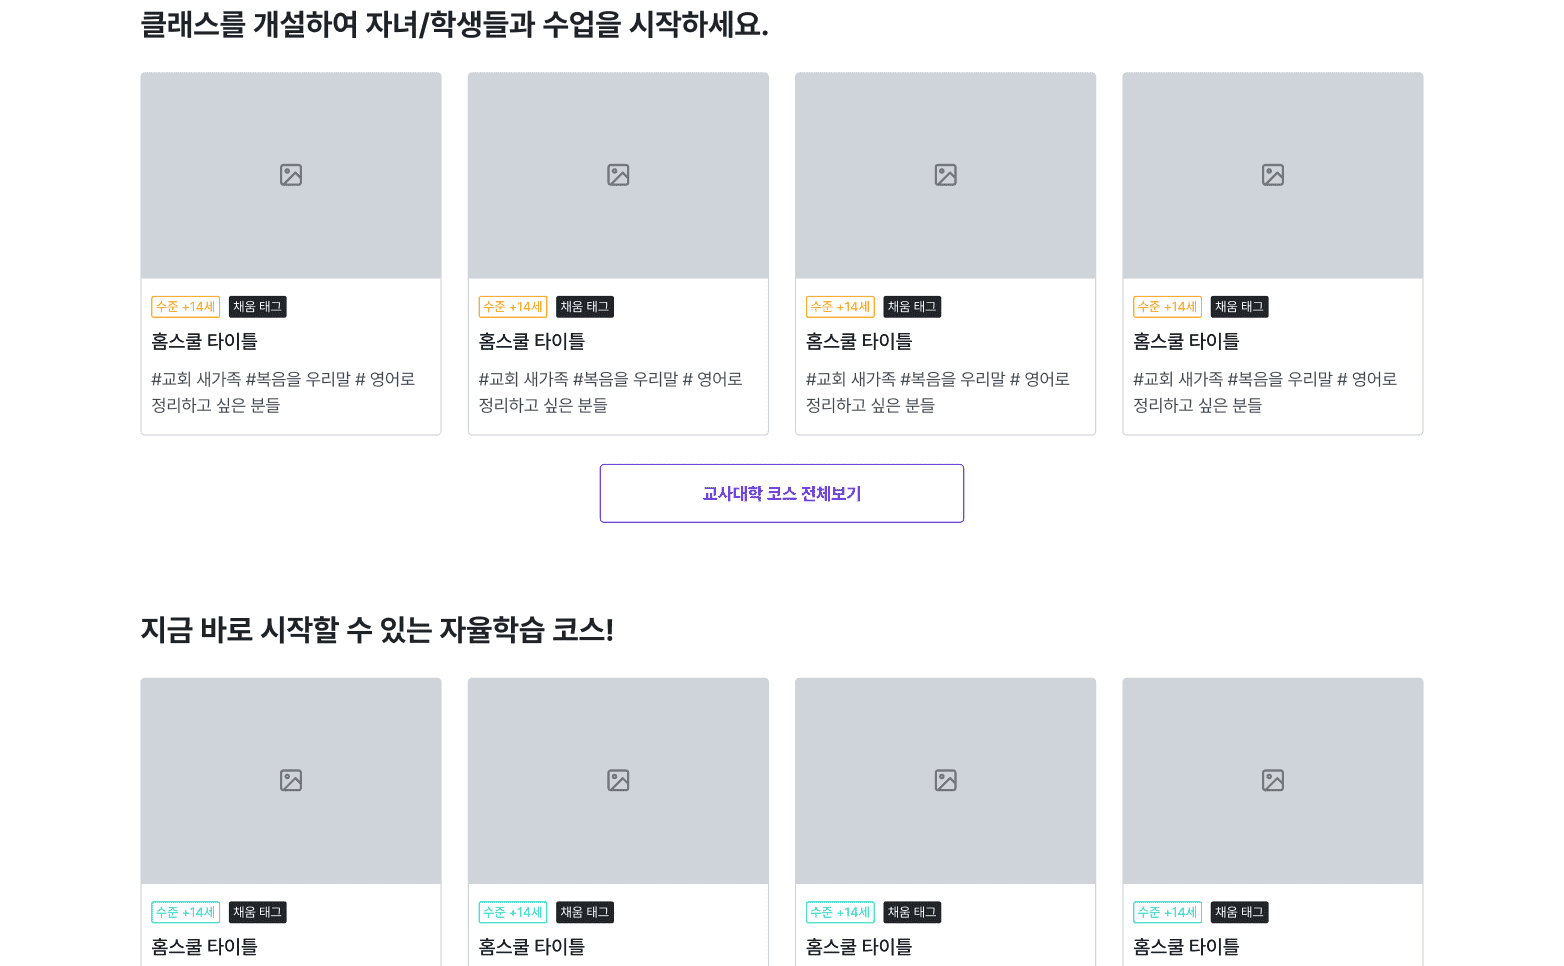 클래스를 개설하여 자녀/학생들과 수업을 시작하세요.
수준 +14세 채움 태그
홈스쿨 타이틀
#교회 새가족 #복음을 우리말 # 영어로
정리하고 싶은 분들
수준 +14세 채움 태그
홈스쿨 타이틀
#교회 새가족 #복음을 우리말 # 영어로
정리하고 싶은 분들
수준 +14세 채움 태그
홈스쿨 타이틀
#교회 새가족 #복음을 우리말 # 영어로
정리하고 싶은 분들
수준 +14세 채움 태그
홈스쿨 타이틀
#교회 새가족 #복음을 우리말 # 영어로
정리하고 싶은 분들
교사대학 코스 전체보기
지금 바로 시작할 수 있는 자율학습 코스!
수준 +14세 채움 태그
홈스쿨 타이틀
수준 +14세 채움 태그
홈스쿨 타이틀
수준 +14세 채움 태그
홈스쿨 타이틀
수준 +14세 채움 태그
홈스쿨 타이틀